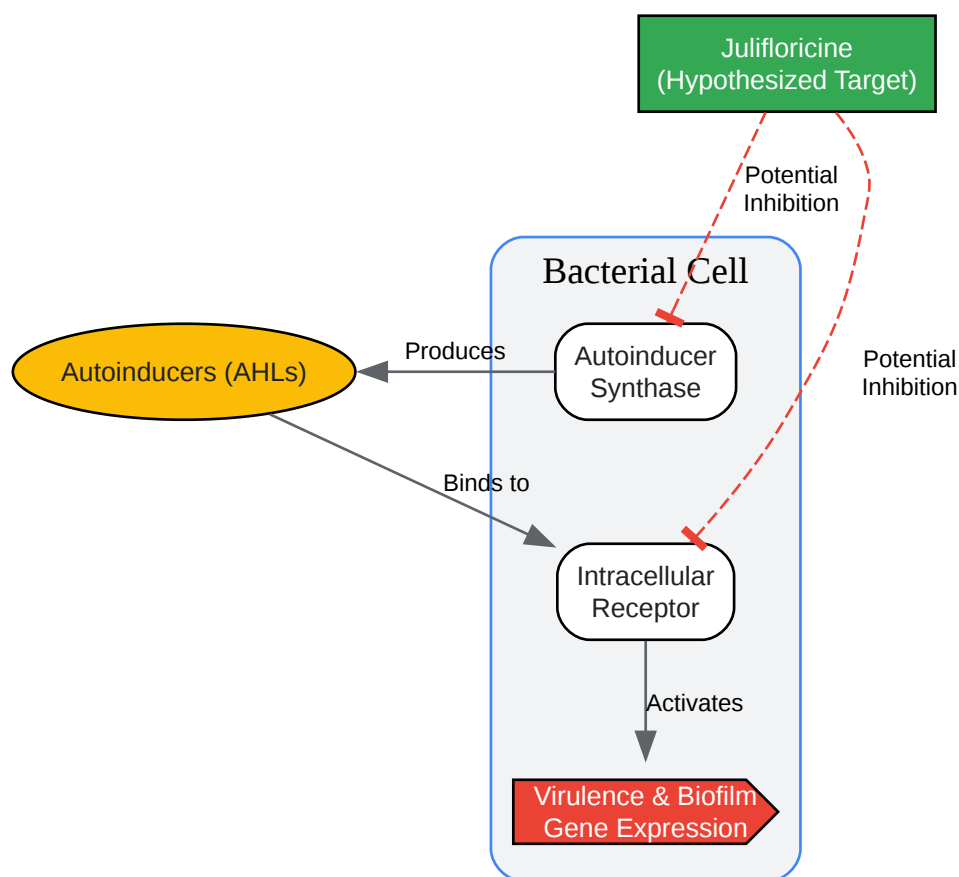 Julifloricine
(Hypothesized Target)
Potential
Inhibition
Bacterial Cell
Produces
Autoinducer
Synthase
Autoinducers (AHLs)
Potential
Inhibition
Binds to
Intracellular
Receptor
Activates
Virulence & Biofilm
Gene Expression